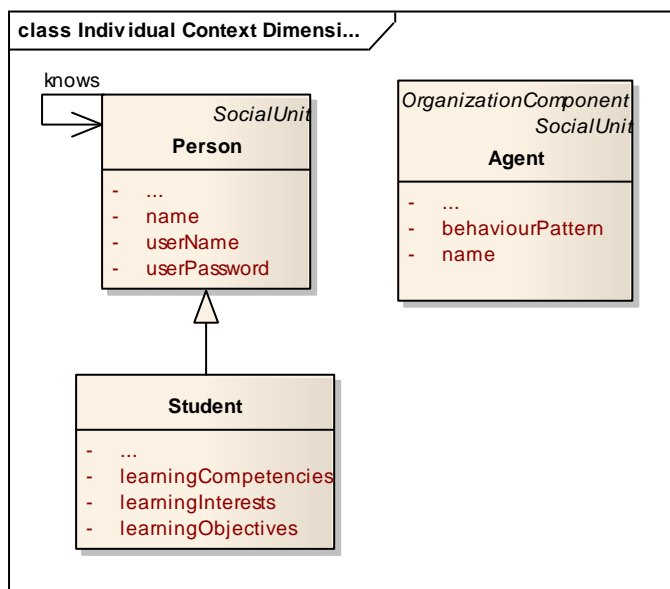 class Individual Context Dimensi...
knows
SocialUnit
Person
- ...
- name
- userName
- userPassword
OrganizationComponent
SocialUnit
Agent
- ...
- behaviourPattern
- name
Student
- ...
- learningCompetencies
- learningInterests
- learningObjectives